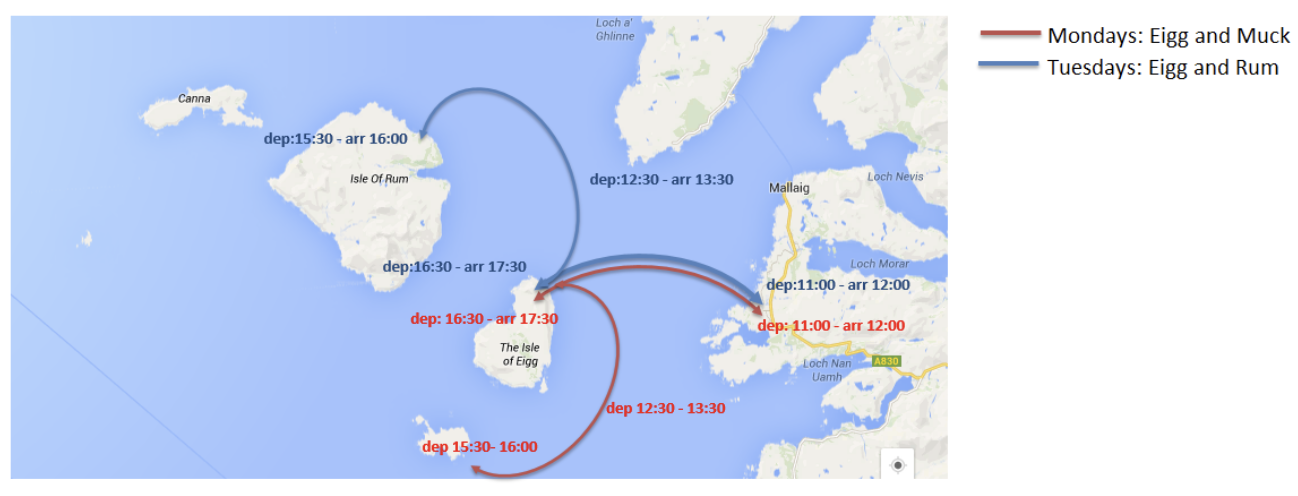 Loch a'
Ghlinne
Mondays: Eigg and Muck
Tuesdays: Eigg and Rum
Canna
dep:15:30 - arr 16:00
Isle Of Rum
dep:12:30 - arr 13:30
Mallaig
Loch Nevis
dep:16:30 - arr 17:30
Loch Morar
dep:11:00 - arr 12:00
dep: 16:30 - arr 17:30
dep: 11:00 - arr 12:00
The Isle
of Eigg
Loch Nan
Uamh
A830
dep 12:30 - 13:30
dep 15:30- 16:00